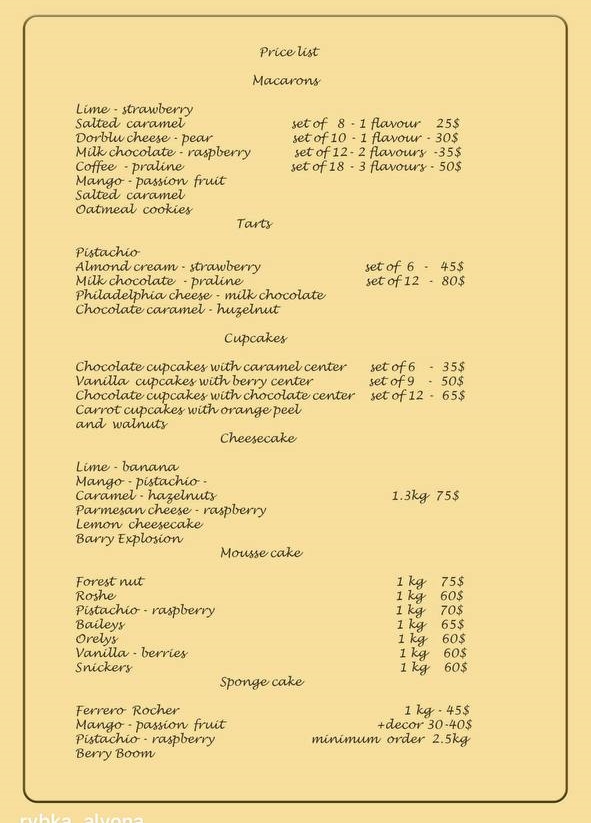 Price list
Macarons
Lime - strawberry
Salted caramel set of 8 - 1 flavour 25$
Dorblu cheese - pear set of 10 - 1 flavour - 30$
Milk chocolate - raspberry set of 12 - 2 flavours -35$
Coffee - praline set of 18 - 3 flavours - 50$
Mango - passion fruit
Salted caramel
Oatmeal cookies
Tarts
Pistachio
Almond cream - strawberry set of 6 - 45$
Milk chocolate - praline set of 12 - 80$
Philadelphia cheese - milk chocolate
Chocolate caramel - huzelnut
Cupcakes
Chocolate cupcakes with caramel center set of 6 - 35$
Vanilla cupcakes with berry center set of 9 - 50$
Chocolate cupcakes with chocolate center set of 12 - 65$
Carrot cupcakes with orange peel
and walnuts
Cheesecake
Lime - banana
Mango - pistachio -
Caramel - hazelnuts 1.3kg 75$
Parmesan cheese - raspberry
Lemon cheesecake
Barry Explosion
Mousse cake
Forest nut 1 kg 75$
Roshe 1 kg 60$
Pistachio - raspberry 1 kg 70$
Baileys 1 kg 65$
Orelys 1 kg 60$
Vanilla - berries 1 kg 60$
Snickers 1 kg 60$
Sponge cake
Ferrero Rocher 1 kg - 45$
Mango - passion fruit +decor 30-40$
Pistachio - raspberry minimum order 2.5kg
Berry Boom
rybka_alyona